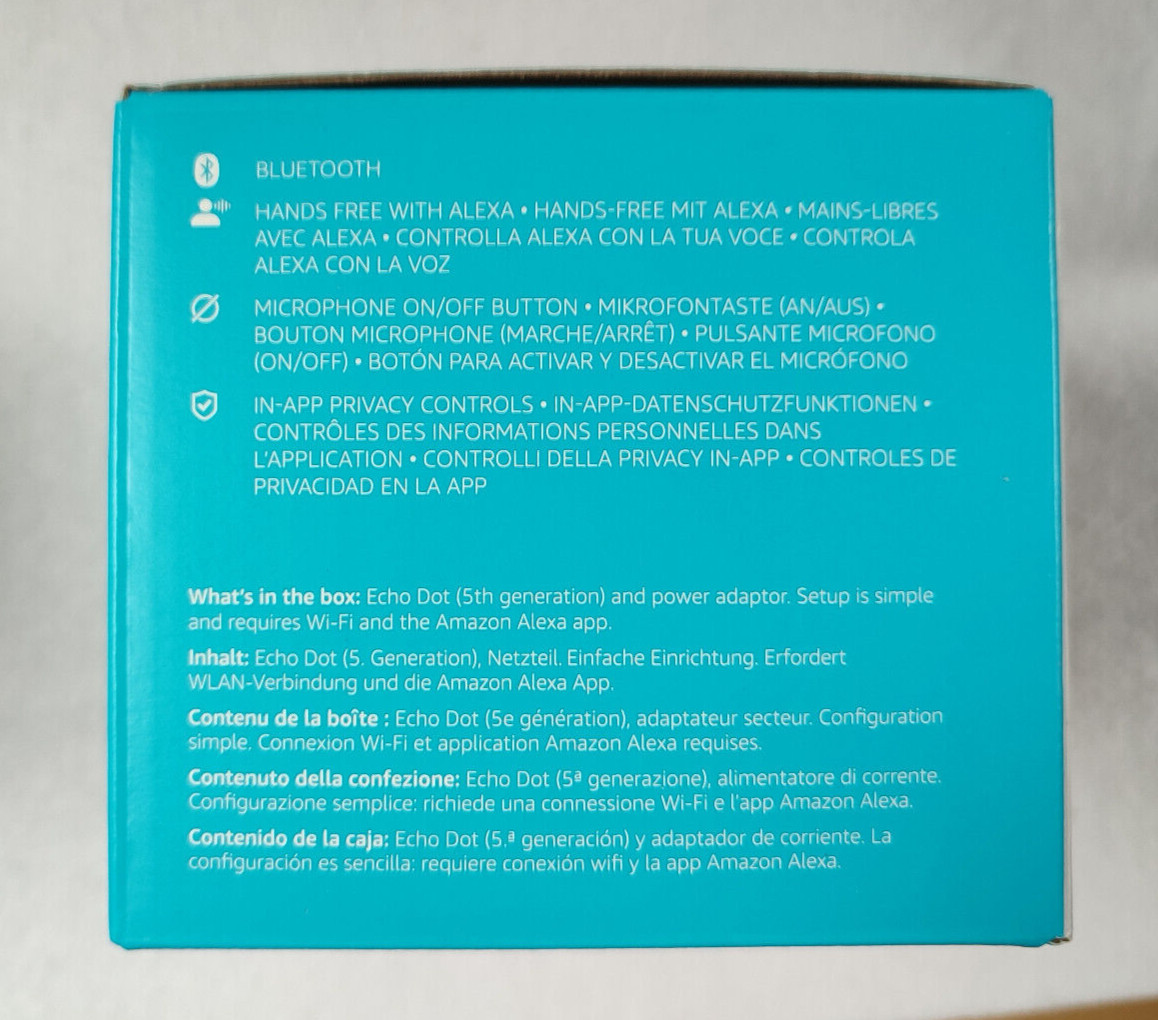 BLUETOOTH
HANDS FREE WITH ALEXA • HANDS-FREE MIT ALEXA • MAINS-LIBRES
AVEC ALEXA • CONTROLLA ALEXA CON LA TUA VOCE • CONTROLA
ALEXA CON LA VOZ
MICROPHONE ON/OFF BUTTON • MIKROFONTASTE (AN/AUS) •
BOUTON MICROPHONE (MARCHE/ARRÊT) • PULSANTE MICROFONO
(ON/OFF) • BOTÓN PARA ACTIVAR Y DESACTIVAR EL MICRÓFONO
IN-APP PRIVACY CONTROLS • IN-APP-DATENSCHUTZFUNKTIONEN •
CONTRÔLES DES INFORMATIONS PERSONNELLES DANS
L'APPLICATION • CONTROLLI DELLA PRIVACY IN-APP • CONTROLES DE
PRIVACIDAD EN LA APP
What's in the box: Echo Dot (5th generation) and power adaptor. Setup is simple
and requires Wi-Fi and the Amazon Alexa app.
Inhalt: Echo Dot (5. Generation), Netzteil. Einfache Einrichtung. Erfordert
WLAN-Verbindung und die Amazon Alexa App.
Contenu de la boîte : Echo Dot (5e génération), adaptateur secteur. Configuration
simple. Connexion Wi-Fi et application Amazon Alexa requises.
Contenuto della confezione: Echo Dot (5ª generazione), alimentatore di corrente.
Configurazione semplice: richiede una connessione Wi-Fi e l'app Amazon Alexa.
Contenido de la caja: Echo Dot (5.ª generación) y adaptador de corriente. La
configuración es sencilla: requiere conexión wifi y la app Amazon Alexa.